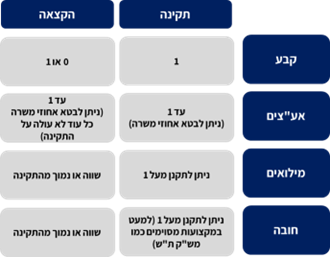 תקינה הקצאה
קבע 1 0 או 1
אע"צים
עד 1
(ניתן לבטא אחוזי משרה)
עד 1
(ניתן לבטא אחוזי משרה
כל עוד לא עולה על
התקינה)
מילואים ניתן לתקנן מעל 1 שווה או נמוך מהתקינה
חובה
ניתן לתקנן מעל 1 (למעט
במקצועות מסוימים כמו
מש"ק ת"ש)
שווה או נמוך מהתקינה